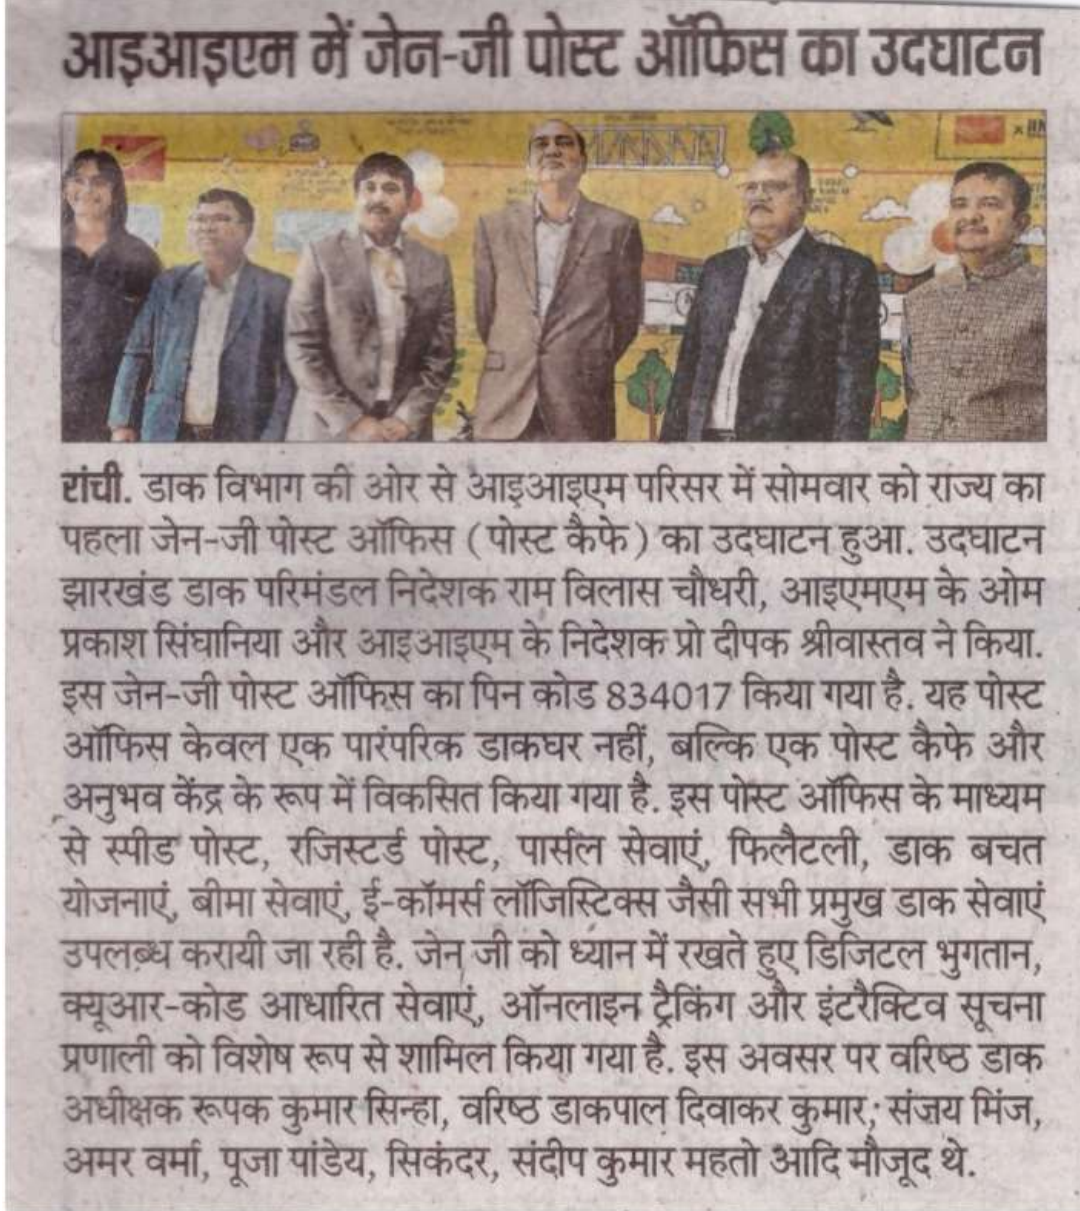 आइआइएम में जेन-जी पोस्ट ऑफिस का उदघाटन
रांची. डाक विभाग की ओर से आइआइएम परिसर में सोमवार को राज्य का
पहला जेन-जी पोस्ट ऑफिस (पोस्ट कैफे) का उदघाटन हुआ. उदघाटन
झारखंड डाक परिमंडल निदेशक राम विलास चौधरी, आइएमएम के ओम
प्रकाश सिंघानिया और आइआइएम के निदेशक प्रो दीपक श्रीवास्तव ने किया.
इस जेन-जी पोस्ट ऑफिस का पिन कोड 834017 किया गया है. यह पोस्ट
ऑफिस केवल एक पारंपरिक डाकघर नहीं, बल्कि एक पोस्ट कैफे और
अनुभव केंद्र के रूप में विकसित किया गया है. इस पोस्ट ऑफिस के माध्यम
से स्पीड पोस्ट, रजिस्टर्ड पोस्ट, पार्सल सेवाएं, फिलैटली, डाक बचत
योजनाएं, बीमा सेवाएं, ई-कॉमर्स लॉजिस्टिक्स जैसी सभी प्रमुख डाक सेवाएं
उपलब्ध करायी जा रही है. जेन जी को ध्यान में रखते हुए डिजिटल भुगतान,
क्यूआर-कोड आधारित सेवाएं, ऑनलाइन ट्रैकिंग और इंटरैक्टिव सूचना
प्रणाली को विशेष रूप से शामिल किया गया है. इस अवसर पर वरिष्ठ डाक
अधीक्षक रूपक कुमार सिन्हा, वरिष्ठ डाकपाल दिवाकर कुमार; संजय मिंज,
अमर वर्मा, पूजा पांडेय, सिकंदर, संदीप कुमार महतो आदि मौजूद थे.